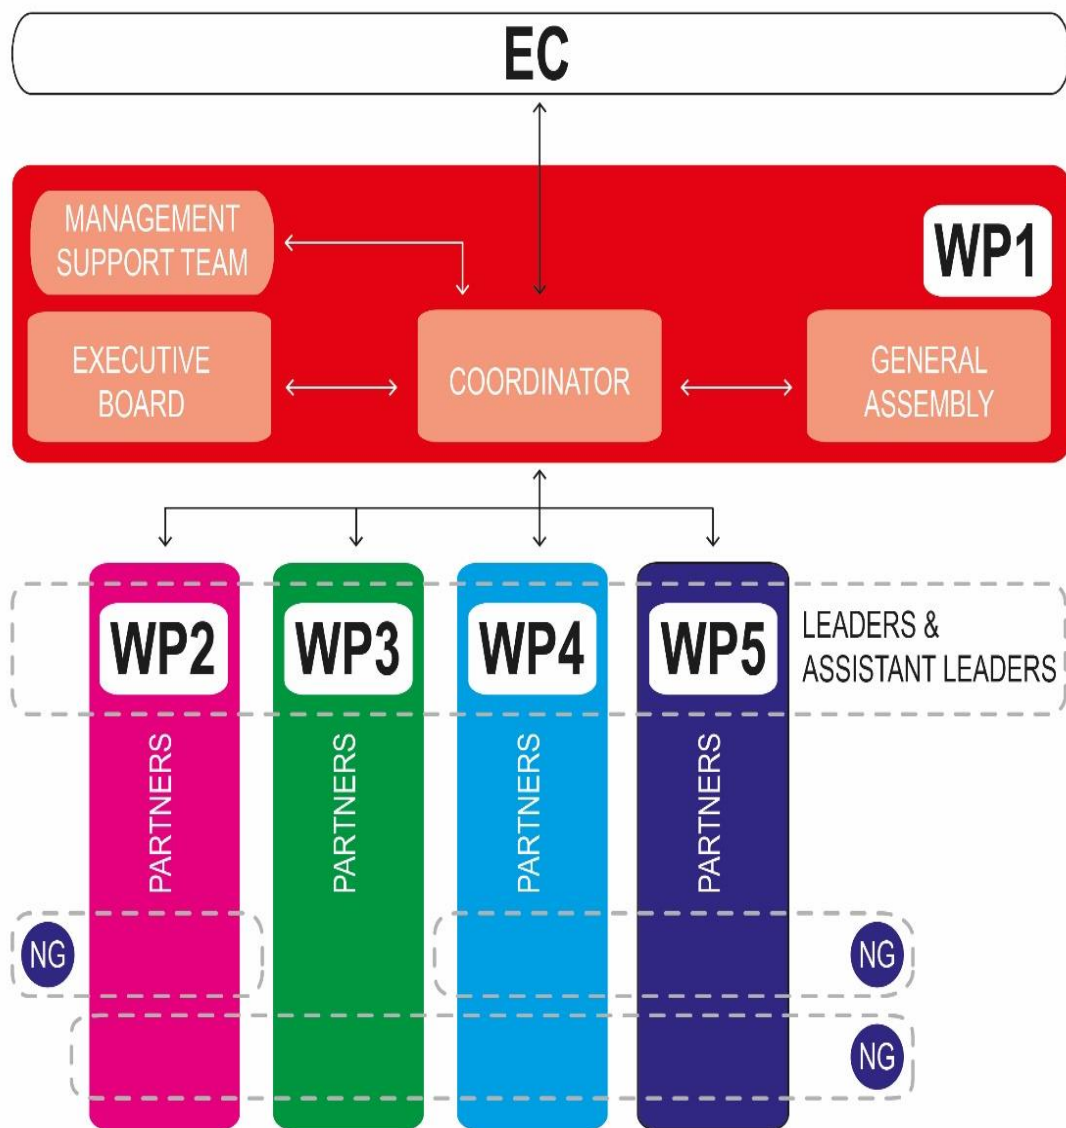 EC
MANAGEMENT
SUPPORT TEAM
WP1
EXECUTIVE
BOARD
COORDINATOR
GENERAL
ASSEMBLY
WP2
WP3
WP4
WP5
LEADERS &
ASSISTANT LEADERS
PARTNERS
PARTNERS
PARTNERS
PARTNERS
NG
NG
NG